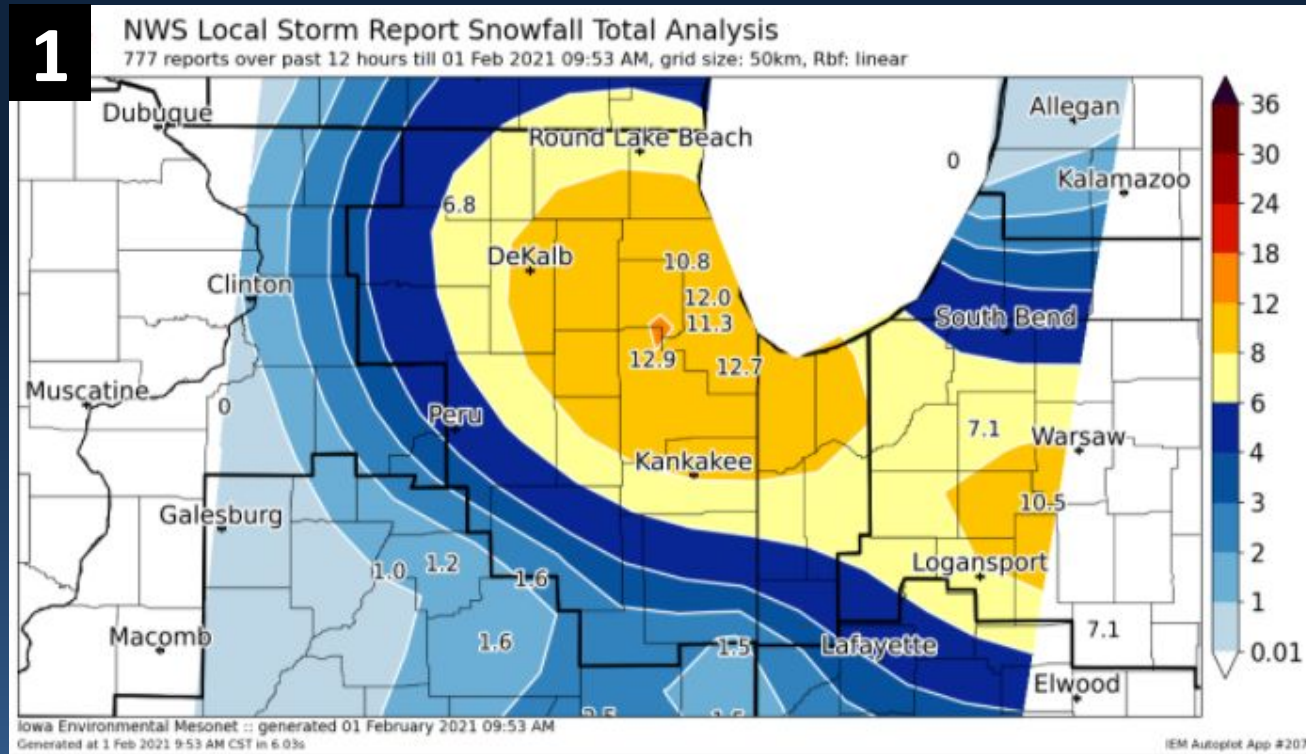 1
NWS Local Storm Report Snowfall Total Analysis
777 reports over past 12 hours till 01 Feb 2021 09:53 AM, grid size: 50km, Rbf: linear
Dubuque
Round Lake Beach
Allegan
0
Kalamazoo
6.8
DeKalb
10.8
Clinton
12.0
11.3
South Bend
12.9
12.7
Muscatine
0
Peru
7.1
Warsaw
Kankakee
10.5
Galesburg
1.0
1.2
1.6
Logansport
Macomb
1.6
1.5
Lafayette
7.1
Elwood
36
30
24
18
12
8
6
4
3
2
1
0.01
Iowa Environmental Mesonet :: generated 01 February 2021 09:53 AM
Generated at 1 Feb 2021 9:53 AM CST in 6.03s
IEM Autoplot App #207